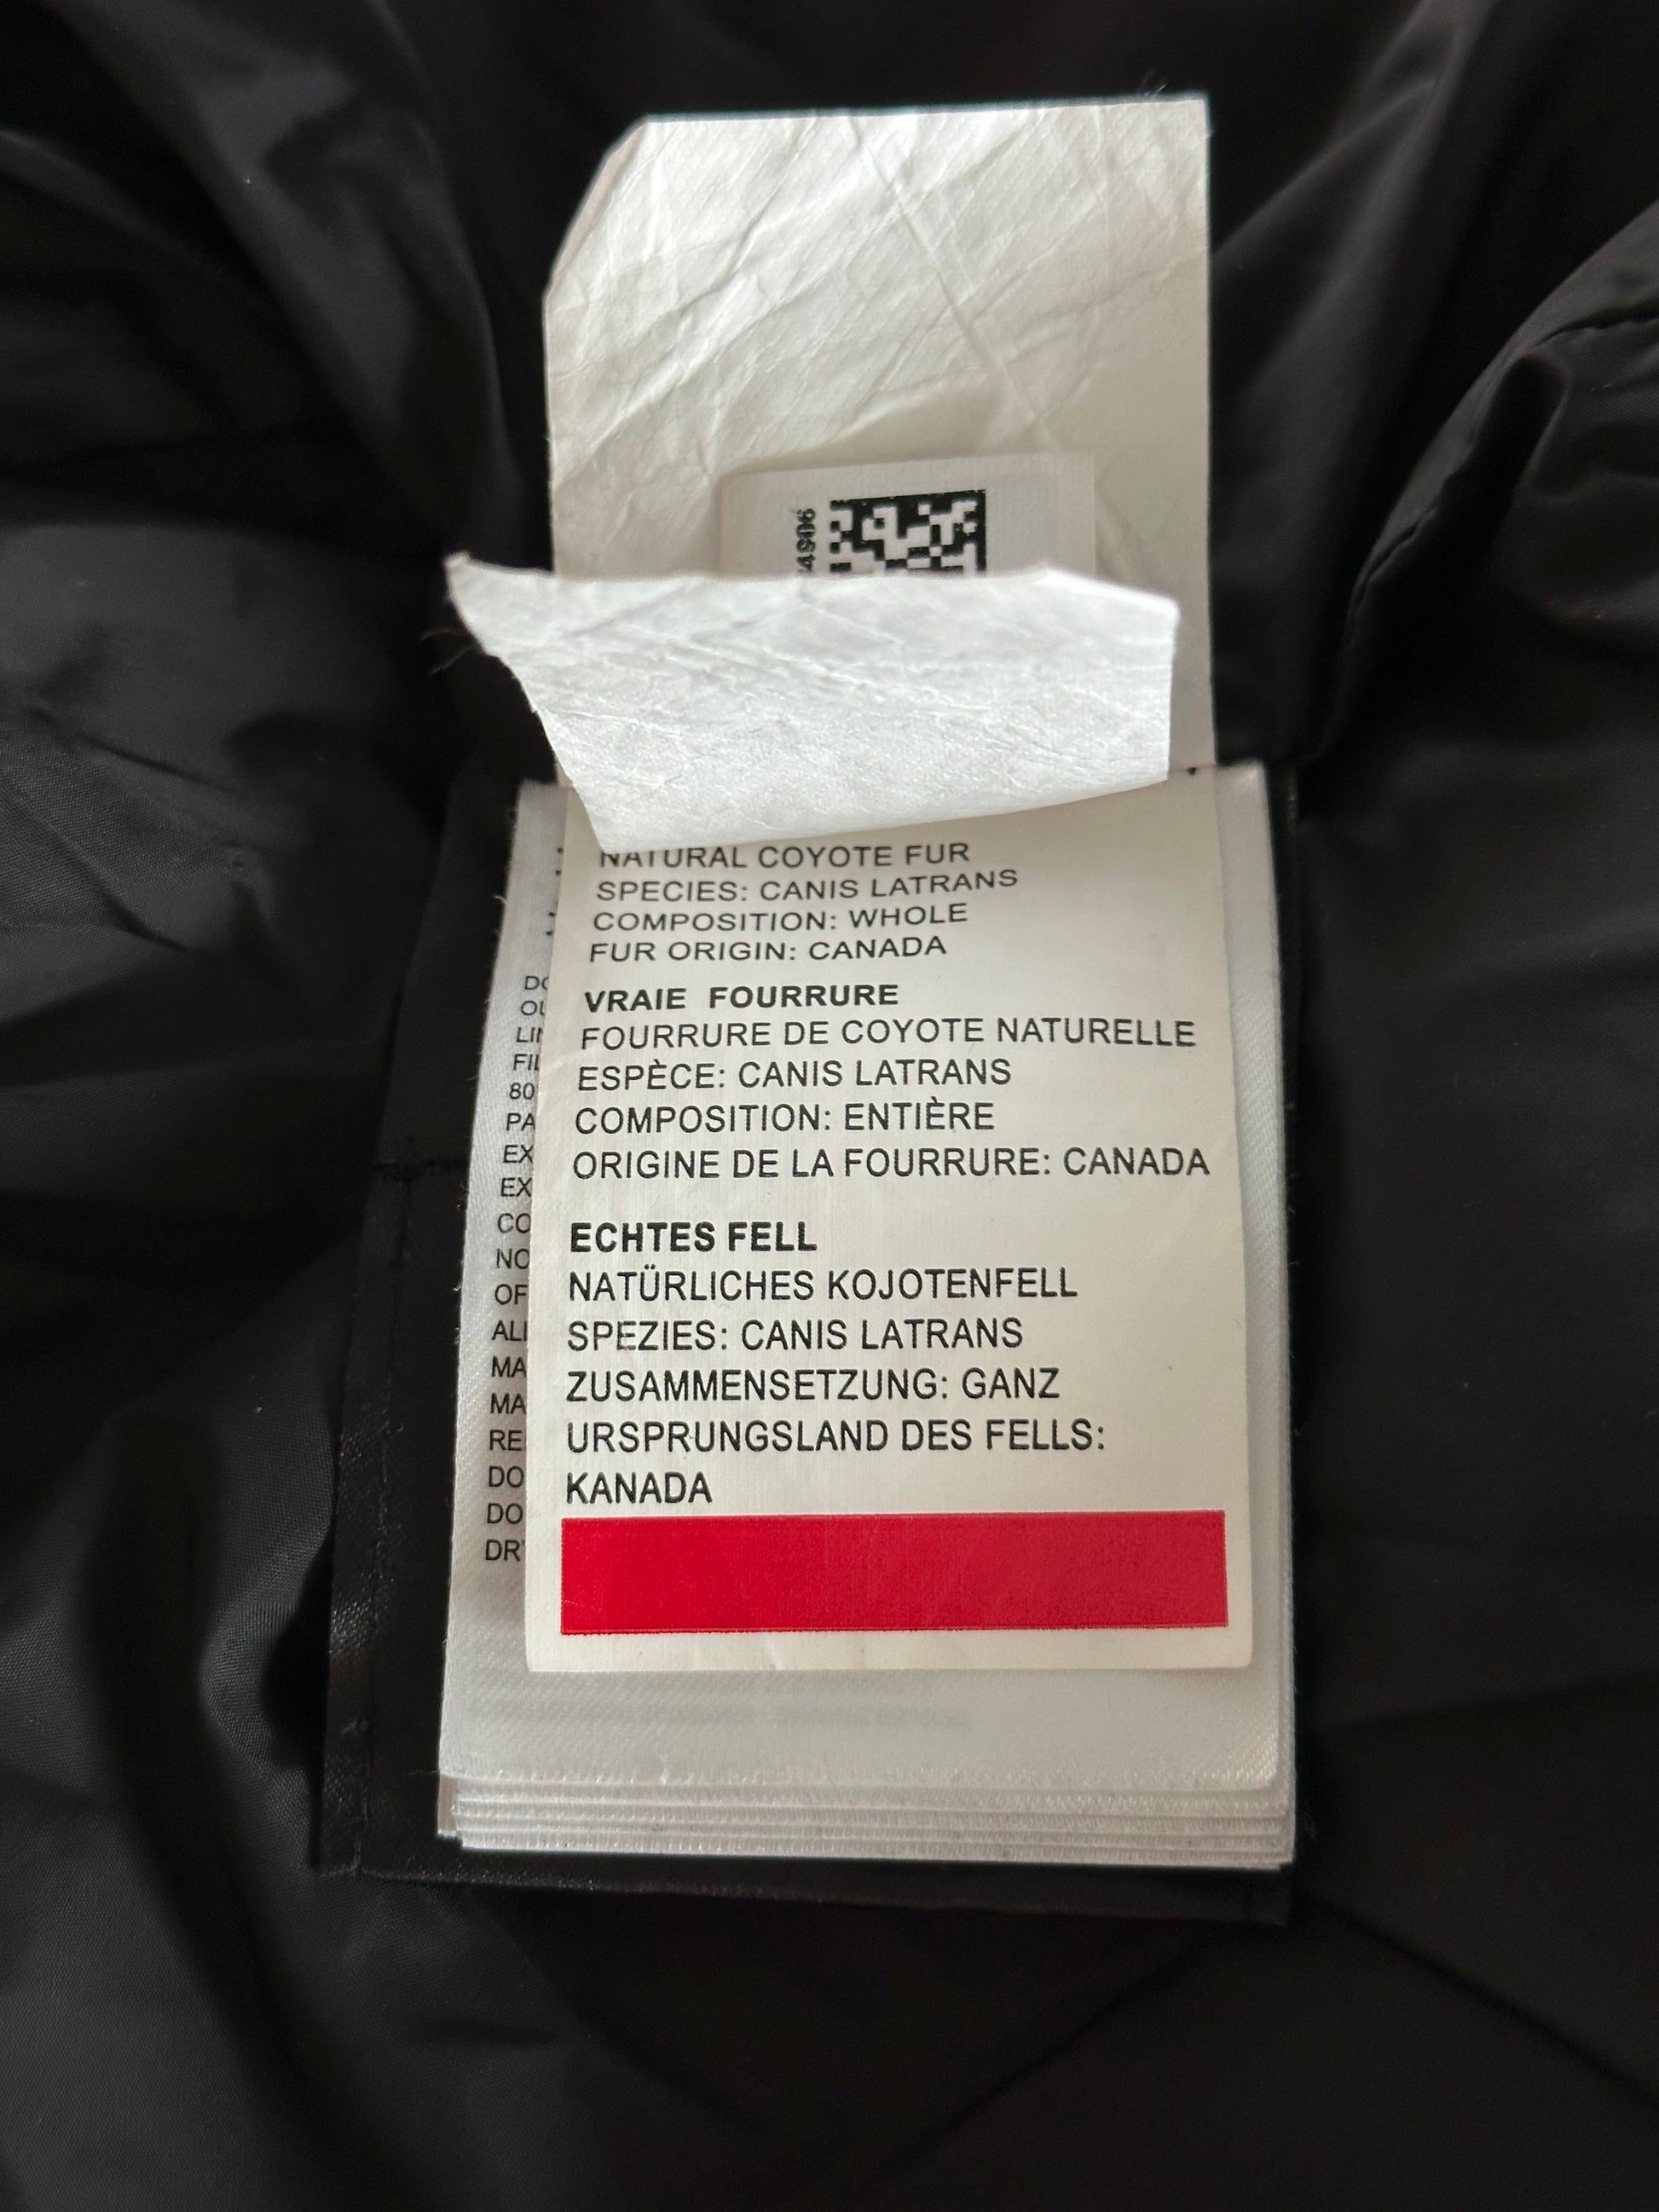 NATURAL COYOTE FUR
SPECIES: CANIS LATRANS
COMPOSITION: WHOLE
FUR ORIGIN: CANADA
VRAIE FOURRURE
FOURRURE DE COYOTE NATURELLE
ESPÈCE: CANIS LATRANS
COMPOSITION: ENTIÈRE
ORIGINE DE LA FOURRURE: CANADA
ECHTES FELL
NATÜRLICHES KOJOTENFELL
SPEZIES: CANIS LATRANS
ZUSAMMENSETZUNG: GANZ
URSPRUNGSLAND DES FELLS:
KANADA